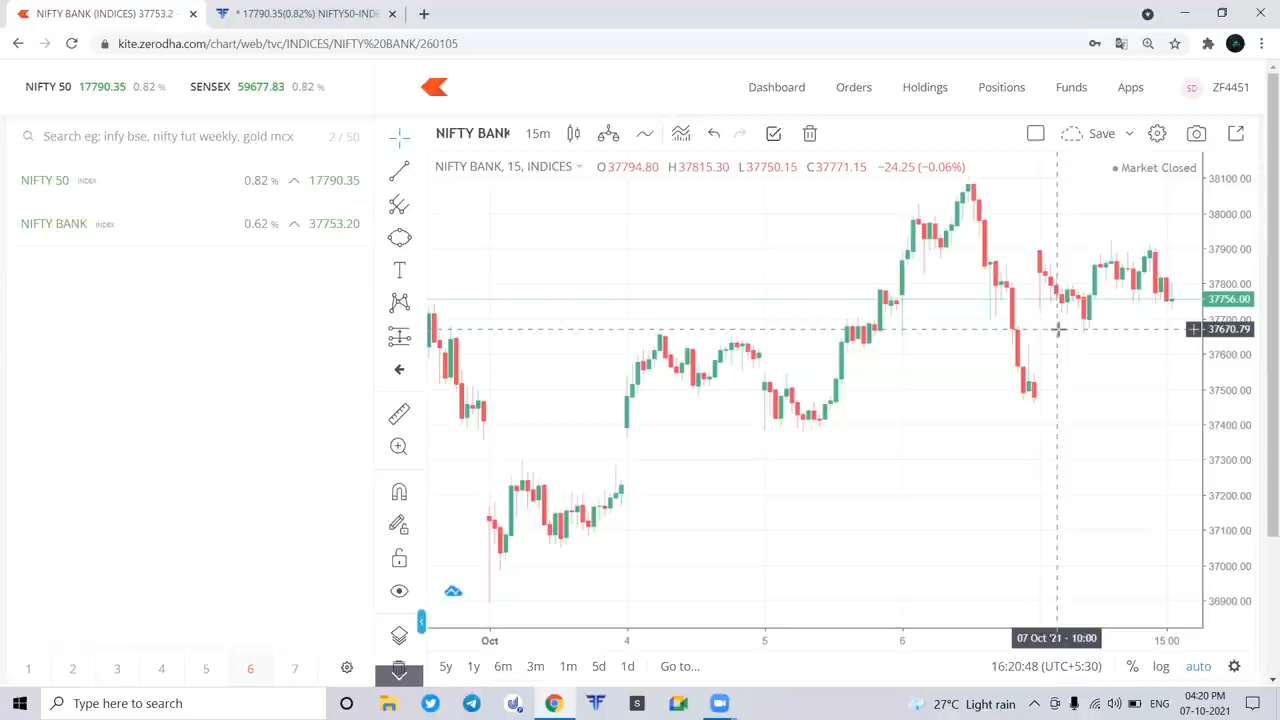 NIFTY BANK (INDICES) 37753.2
* 17790.35(0.82%) NIFTY50-INDI
kite.zerodha.com/chart/web/tvc/INDICES/NIFTY%20BANK/260105
NIFTY 50 17790.35 0.82 % SENSEX 59677.83 0.82 %
Dashboard Orders Holdings Positions Funds Apps SD ZF4451
Search eg: infy bse, nifty fut weekly, gold mcx 2 / 50
NIFTY BANK 15m Save
NIFTY BANK, 15, INDICES O37794.80 H37815.30 L37750.15 C37771.15 −24.25 (−0.06%)
Market Closed
NIFTY 50 INDEX 0.82 % 17790.35
NIFTY BANK INDEX 0.62 % 37753.20
38100.00
38000.00
37900.00
37800.00
37756.00
37700.00
37670.79
37600.00
37500.00
37400.00
37300.00
37200.00
37100.00
37000.00
36900.00
Oct 4 5 6 07 Oct '21 - 10:00 15:00
1 2 3 4 5 6 7
5y 1y 6m 3m 1m 5d 1d Go to... 16:20:48 (UTC+5:30) % log auto
Type here to search
27°C Light rain
ENG
04:20 PM
07-10-2021